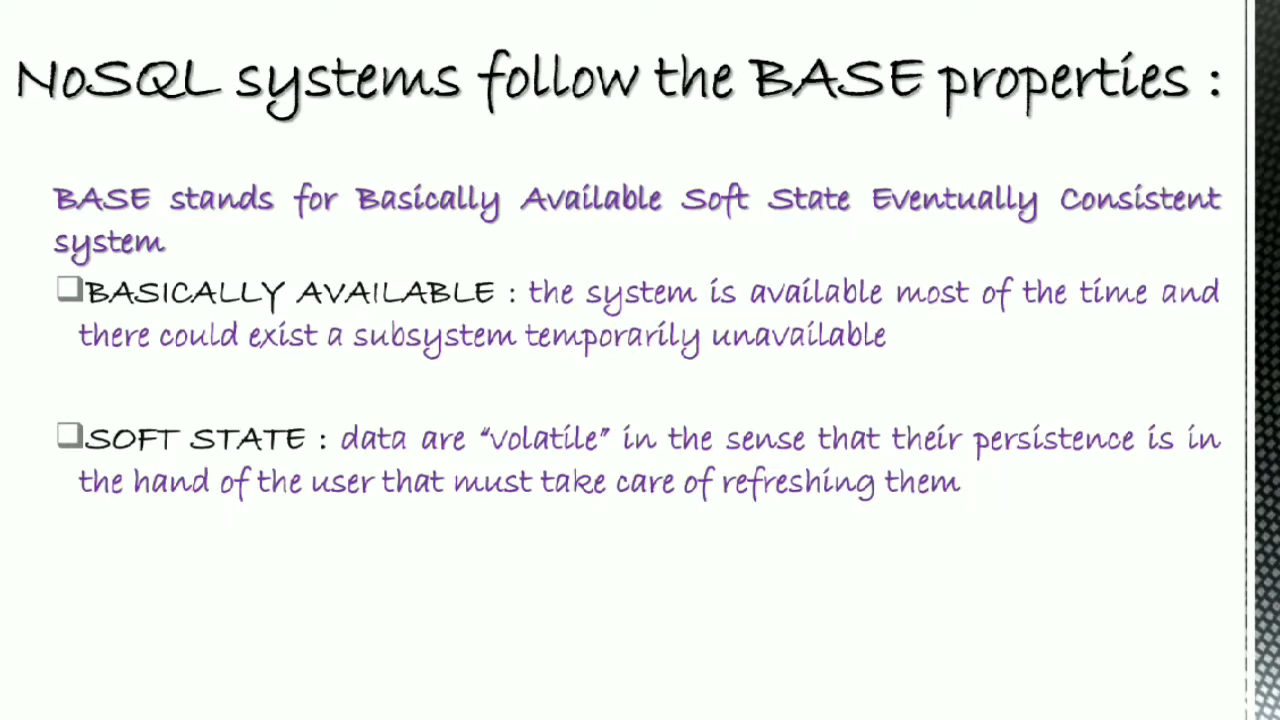 NoSQL systems follow the BASE properties :
BASE stands for Basically Available Soft State Eventually Consistent
system
BASICALLY AVAILABLE : the system is available most of the time and
there could exist a subsystem temporarily unavailable
SOFT STATE : data are “volatile” in the sense that their persistence is in
the hand of the user that must take care of refreshing them